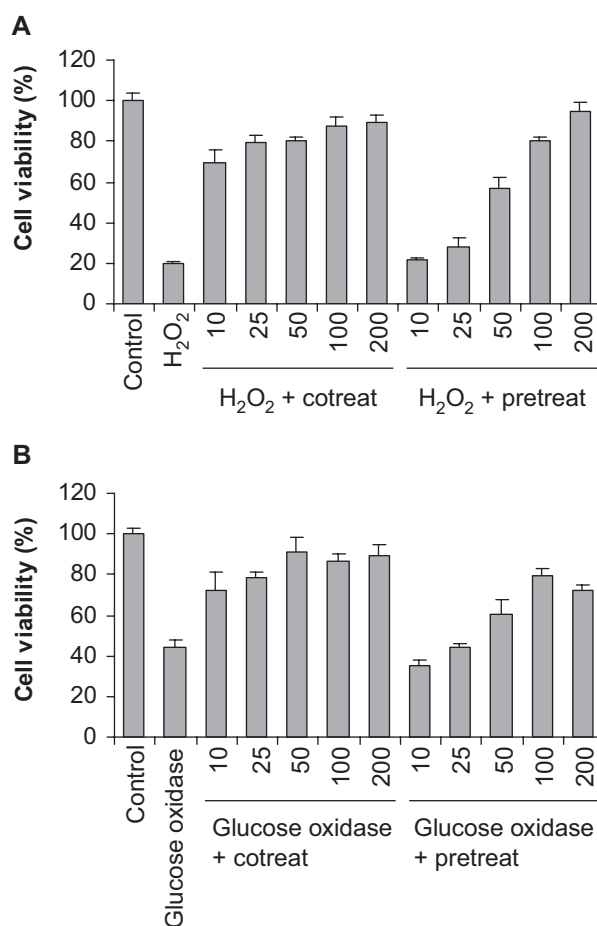 A
Cell viability (%)
120
100
80
60
40
20
0
Control
H₂O₂
10
25
50
100
200
10
25
50
100
200
H₂O₂ + cotreat
H₂O₂ + pretreat
B
Cell viability (%)
120
100
80
60
40
20
0
Control
Glucose oxidase
10
25
50
100
200
10
25
50
100
200
Glucose oxidase
+ cotreat
Glucose oxidase
+ pretreat